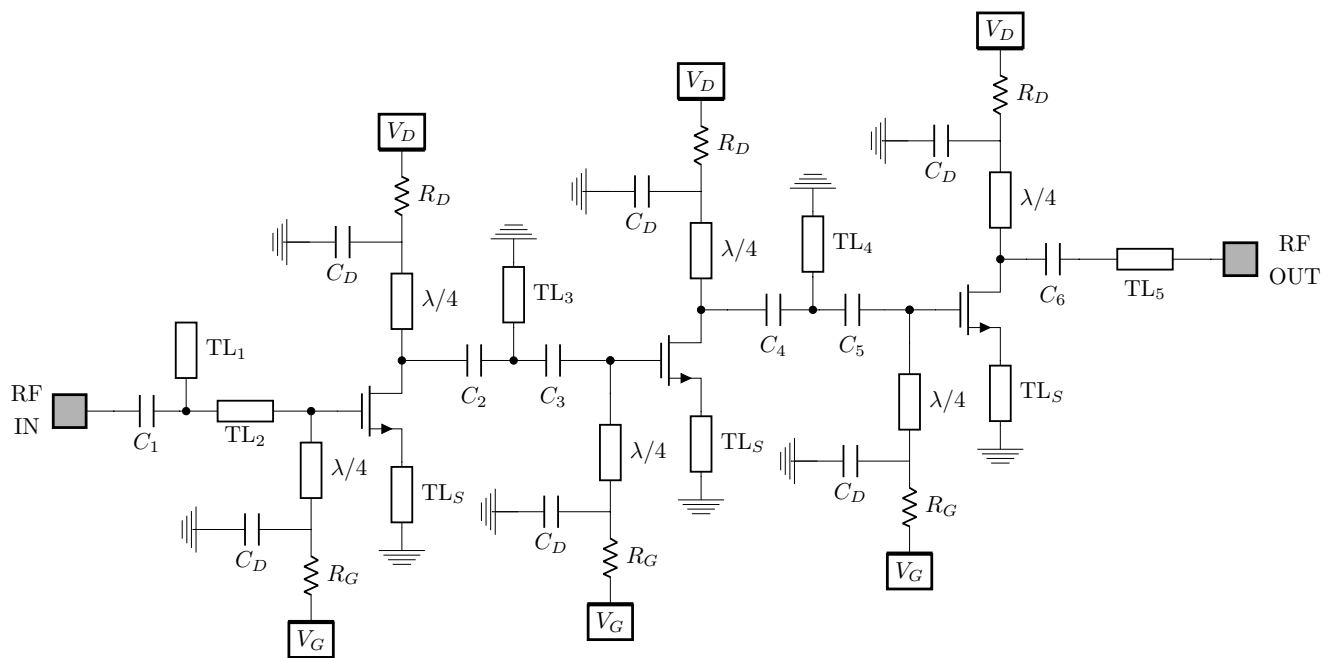 V_D
R_D
C_D
λ/4
V_D
R_D
C_D
λ/4
V_D
R_D
C_D
λ/4
TL_3
TL_4
C_6
TL_5
RF
OUT
RF
IN
C_1
TL_1
TL_2
C_2
C_3
C_4
C_5
λ/4
TL_S
C_D
R_G
V_G
λ/4
TL_S
C_D
R_G
V_G
λ/4
TL_S
C_D
R_G
V_G